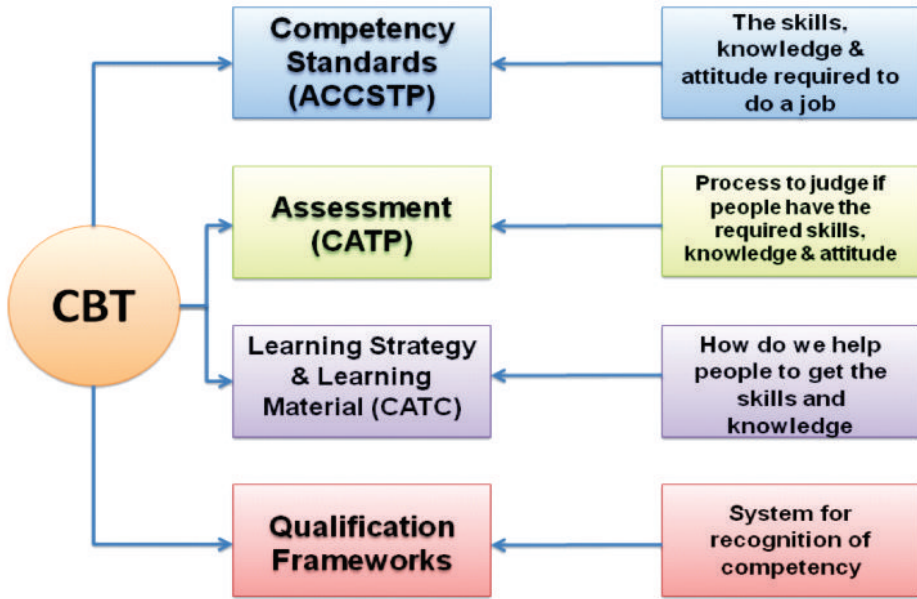 CBT
Competency
Standards
(ACCSTP)
The skills,
knowledge &
attitude required to
do a job
Assessment
(CATP)
Process to judge if
people have the
required skills,
knowledge & attitude
Learning Strategy
& Learning
Material (CATC)
How do we help
people to get the
skills and
knowledge
Qualification
Frameworks
System for
recognition of
competency